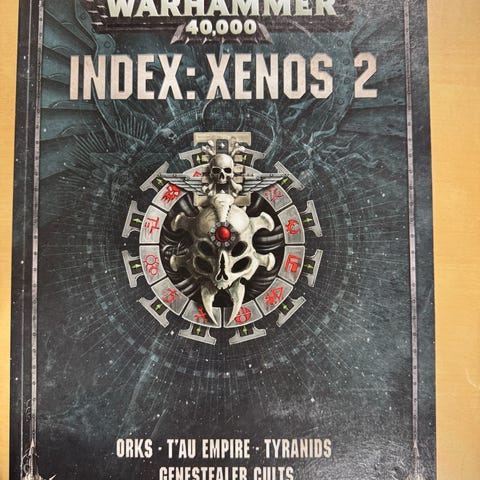 WARHAMMER
40,000
INDEX: XENOS 2
ORKS · T'AU EMPIRE · TYRANIDS
GENESTEALER CULTS